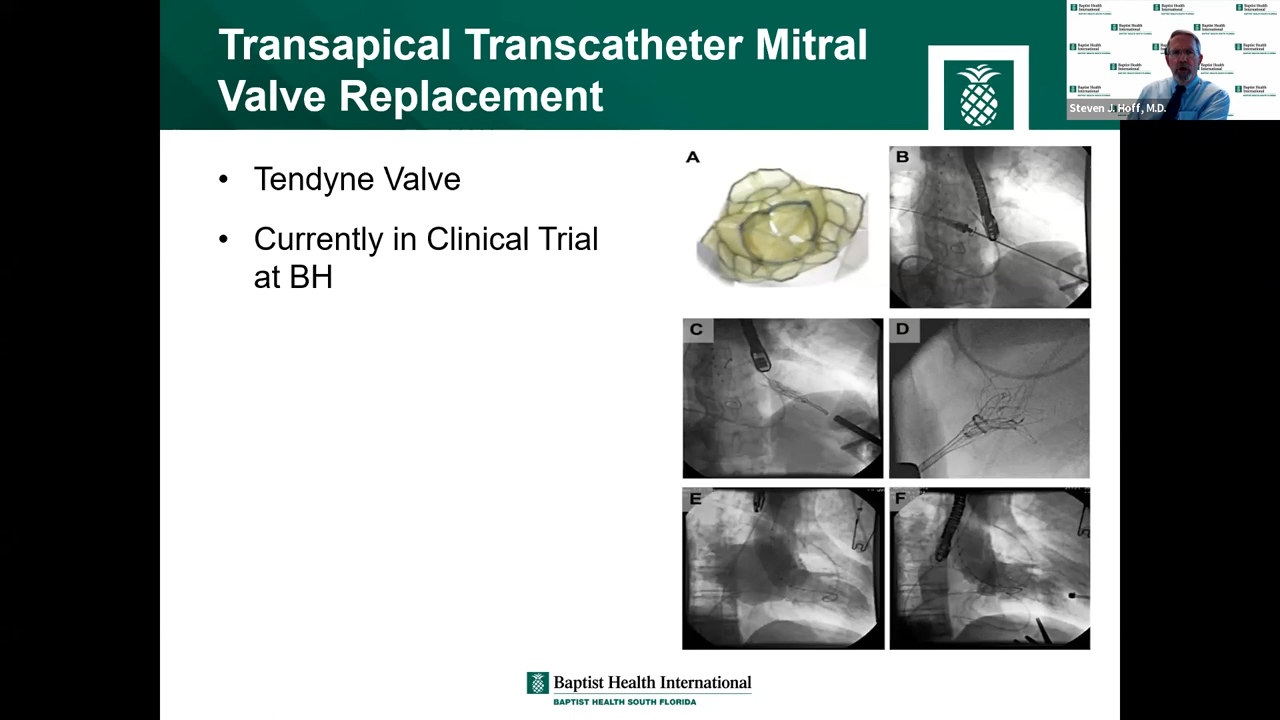 Transapical Transcatheter Mitral
Valve Replacement
Steven J. Hoff, M.D.
• Tendyne Valve
• Currently in Clinical Trial
at BH
A
B
C
D
E
F
Baptist Health International
BAPTIST HEALTH SOUTH FLORIDA